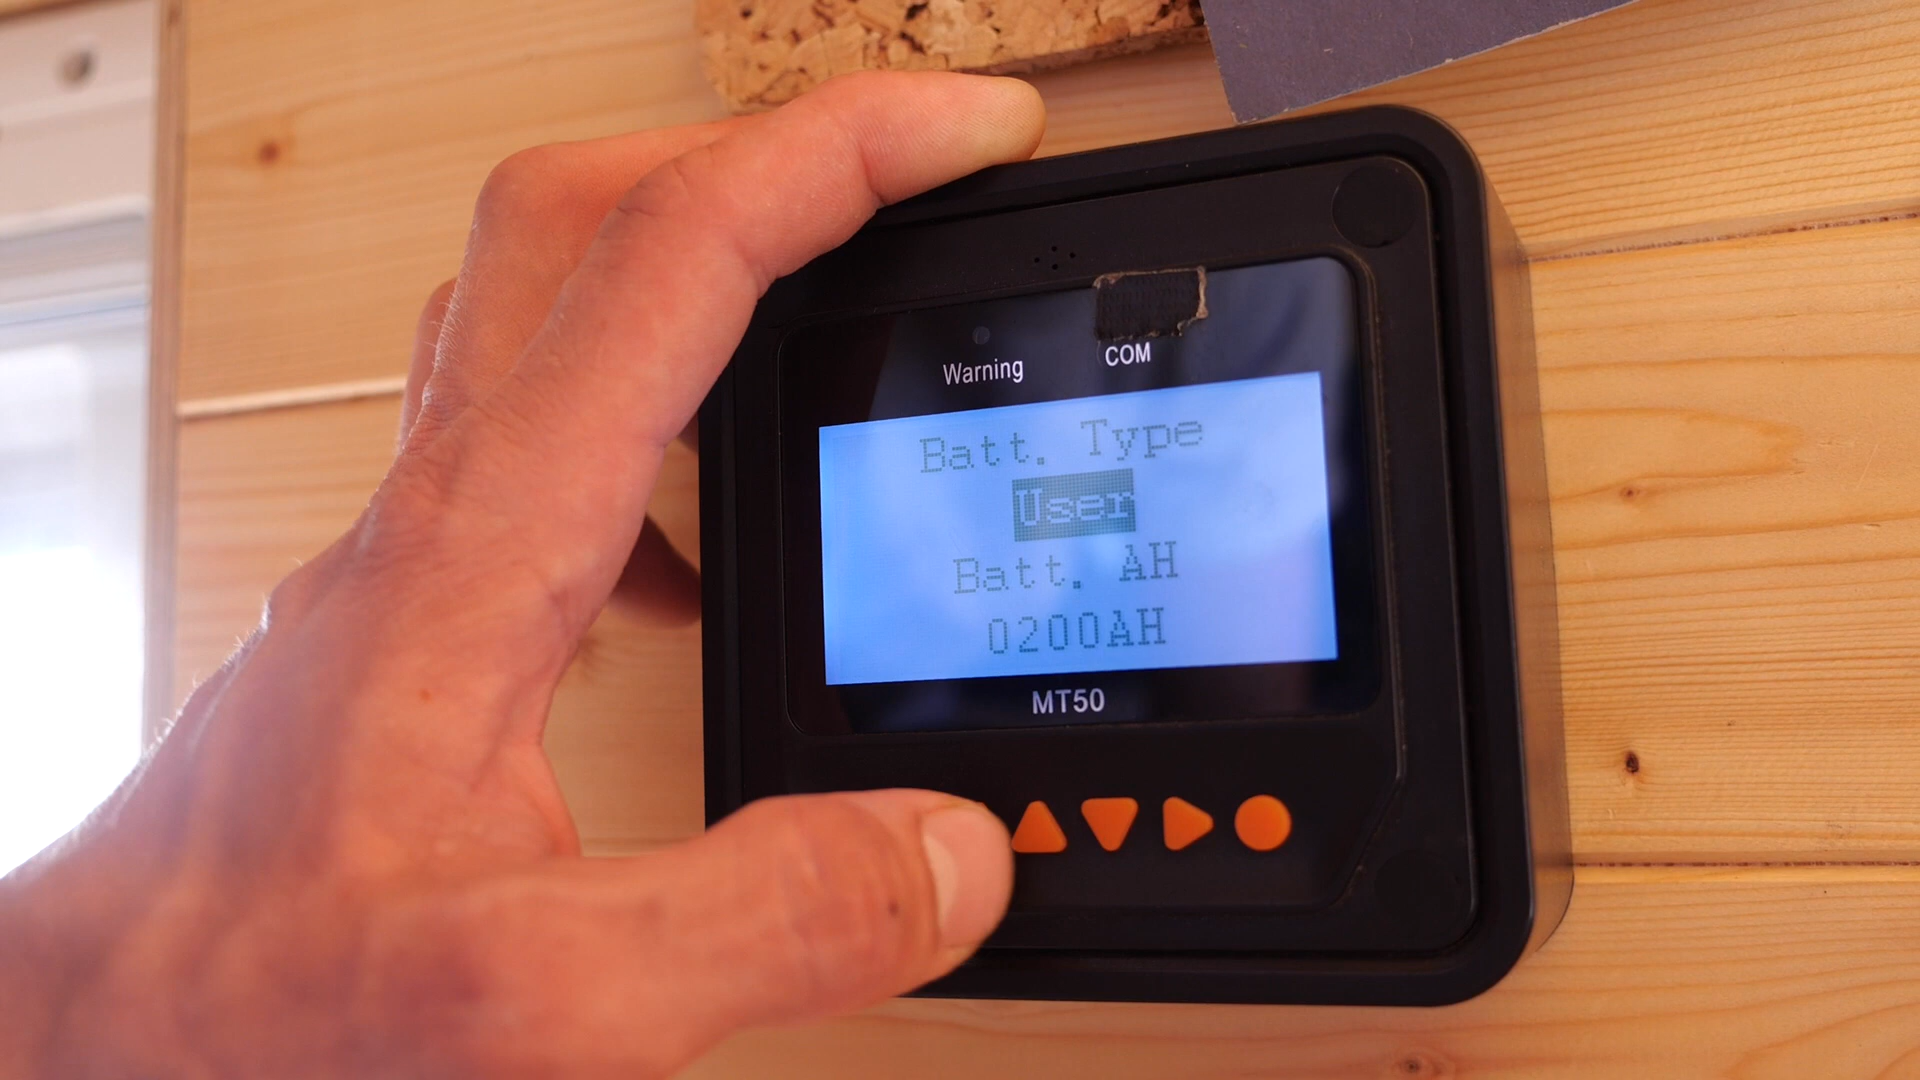 Warning COM
Batt. Type
User
Batt. AH
0200AH
MT50